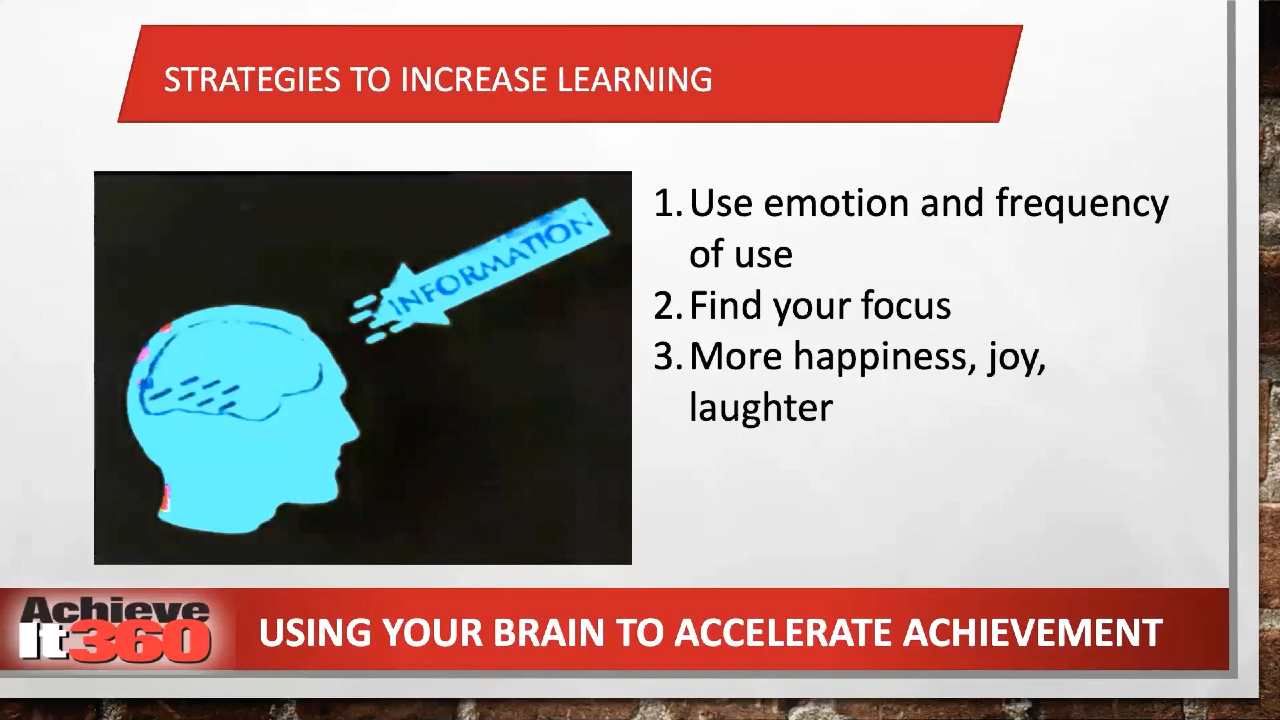 STRATEGIES TO INCREASE LEARNING
INFORMATION
1. Use emotion and frequency
of use
2. Find your focus
3. More happiness, joy,
laughter
Achieve
It360
USING YOUR BRAIN TO ACCELERATE ACHIEVEMENT